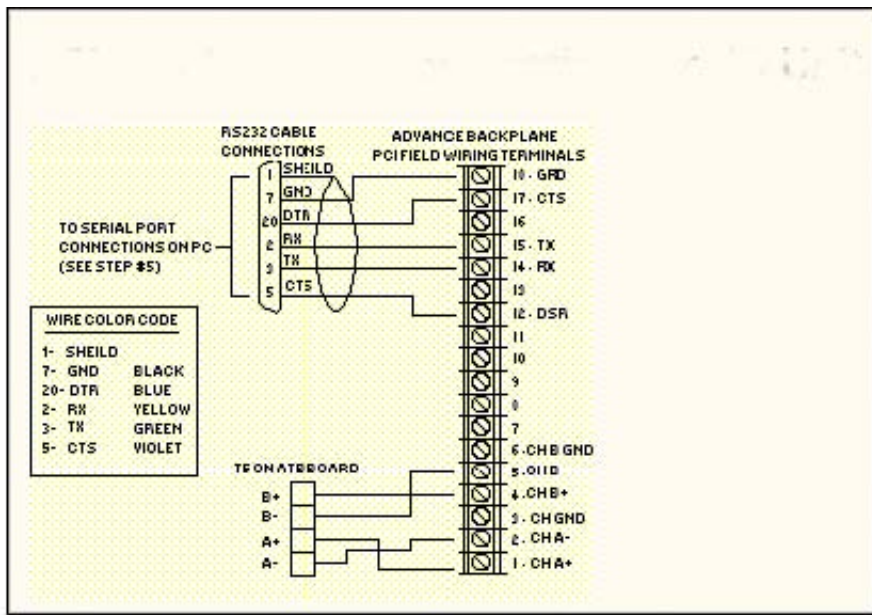 RS232 CABLE
CONNECTIONS
ADVANCE BACKPLANE
PCI FIELD WIRING TERMINALS
1 SHEILD
7 GND
20 DTR
2 RX
3 TX
5 CTS
TO SERIAL PORT
CONNECTIONS ON PC
(SEE STEP #5)
18 - GRD
17 - CTS
16
15 - TX
14 - RX
13
12 - DSR
11
10
9
8
7
6 - CH B GND
5 -
4 - CH B+
3 - CH GND
2 - CH A-
1 - CH A+
WIRE COLOR CODE
1- SHEILD
7- GND BLACK
20- DTR BLUE
2- RX YELLOW
3- TX GREEN
5- CTS VIOLET
B+
B-
A+
A-